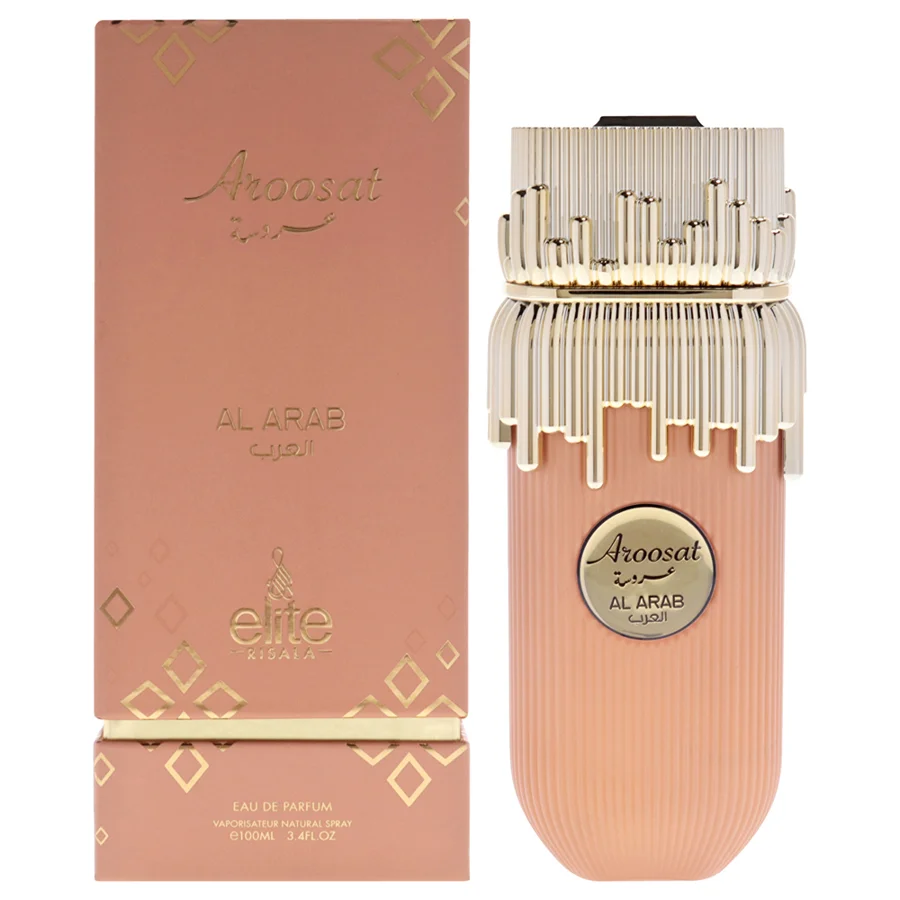 Aroosat
عروسة
AL ARAB
العرب
elite
RISALA
EAU DE PARFUM
VAPORISATEUR NATURAL SPRAY
e100ML 3.4FL.OZ
Aroosat
عروسة
AL ARAB
العرب